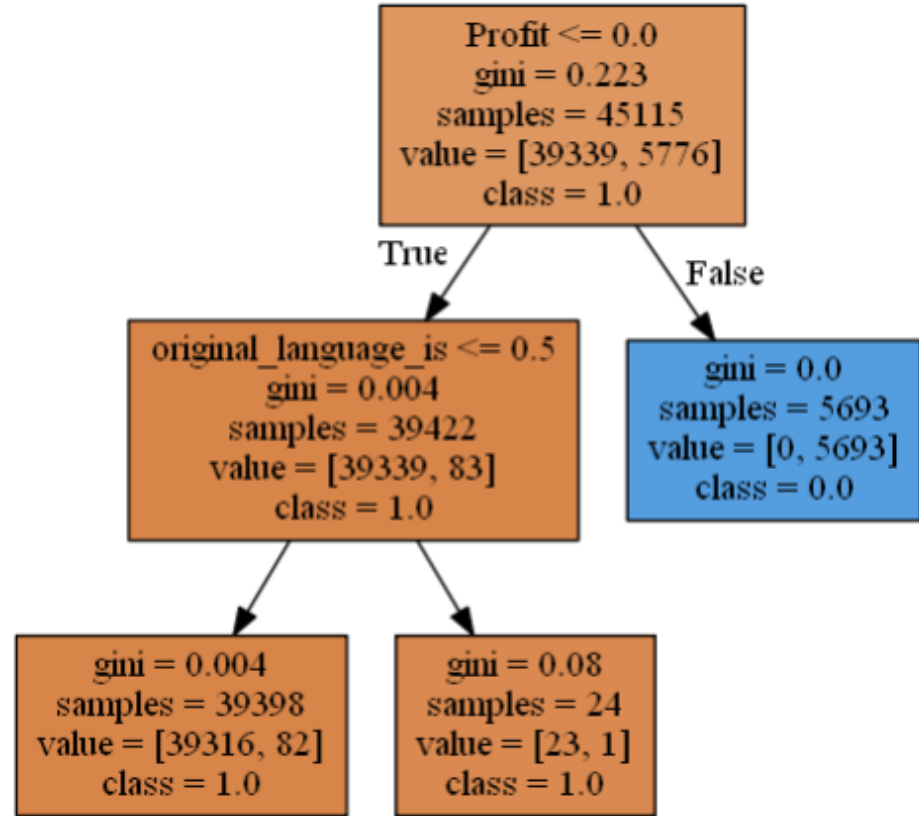 Profit <= 0.0
gini = 0.223
samples = 45115
value = [39339, 5776]
class = 1.0
True
False
original_language_is <= 0.5
gini = 0.004
samples = 39422
value = [39339, 83]
class = 1.0
gini = 0.0
samples = 5693
value = [0, 5693]
class = 0.0
gini = 0.004
samples = 39398
value = [39316, 82]
class = 1.0
gini = 0.08
samples = 24
value = [23, 1]
class = 1.0